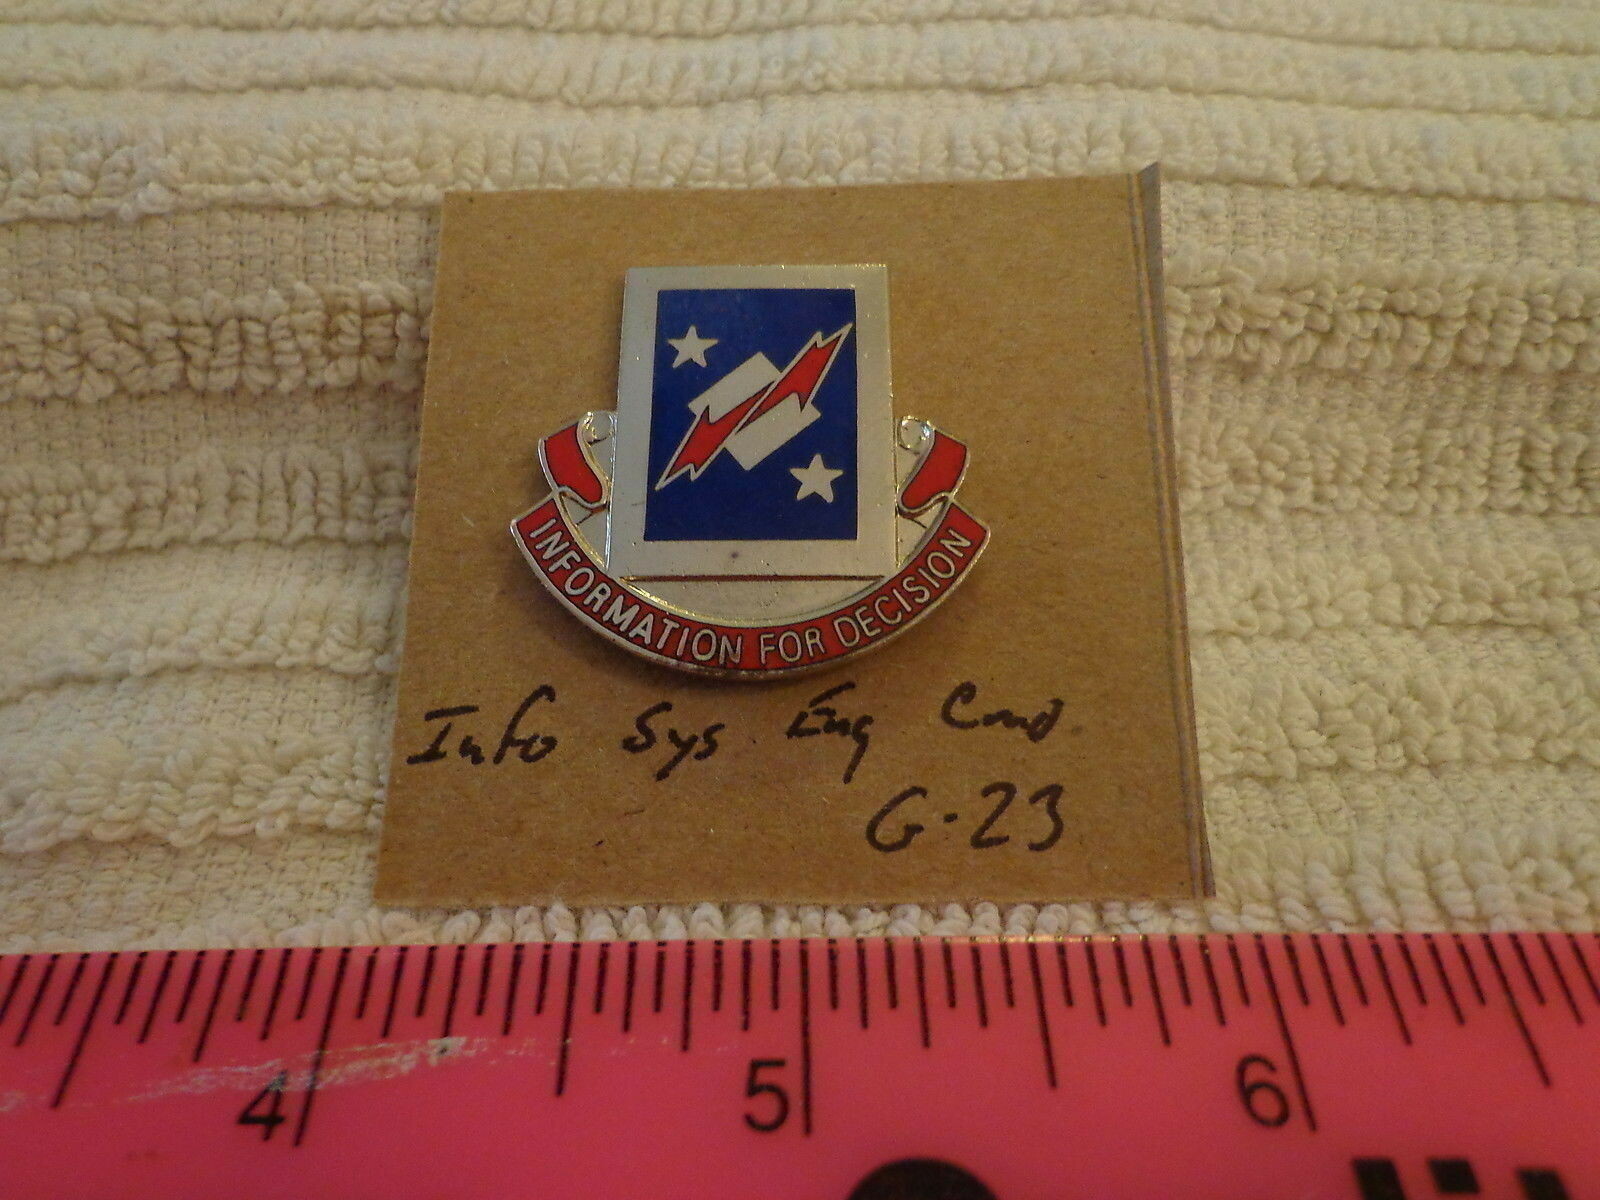 INFORMATION FOR DECISION
Info Sys Eng Cmd
G-23
4 5 6